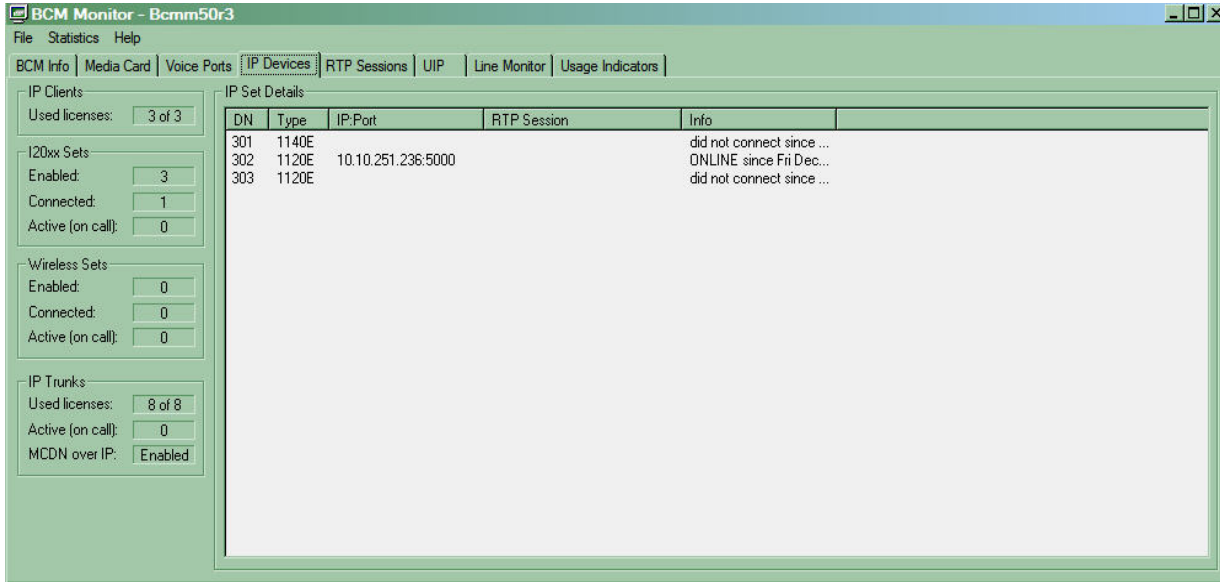 BCM Monitor - Bcmm50r3
File Statistics Help
BCM Info Media Card Voice Ports IP Devices RTP Sessions UIP Line Monitor Usage Indicators
IP Clients
Used licenses: 3 of 3
I20xx Sets
Enabled: 3
Connected: 1
Active (on call): 0
Wireless Sets
Enabled: 0
Connected: 0
Active (on call): 0
IP Trunks
Used licenses: 8 of 8
Active (on call): 0
MCDN over IP: Enabled
IP Set Details
DN Type IP:Port RTP Session Info
301 1140E did not connect since ...
302 1120E 10.10.251.236:5000 ONLINE since Fri Dec...
303 1120E did not connect since ...